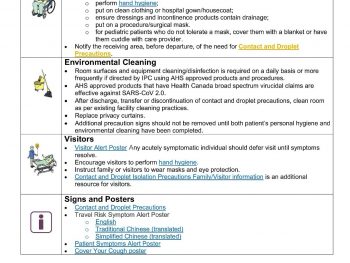 perform hand hygiene;
put on clean clothing or hospital gown/housecoat;
ensure dressings and incontinence products contain drainage;
put on a procedure/surgical mask.
for pediatric patients who do not tolerate a mask, cover them with a blanket or have
them cuddle with care provider.
Notify the receiving area, before departure, of the need for Contact and Droplet
Precautions.
Environmental Cleaning
Room surfaces and equipment cleaning/disinfection is required on a daily basis or more
frequently if directed by IPC using AHS approved products and procedures.
AHS approved products that have Health Canada broad spectrum virucidal claims are
effective against SARS-CoV 2.0.
After discharge, transfer or discontinuation of contact and droplet precautions, clean room
as per existing facility cleaning practices.
Replace privacy curtains.
Additional precaution signs should not be removed until both patient's personal hygiene and
environmental cleaning have been completed.
Visitors
Visitor Alert Poster Any acutely symptomatic individual should defer visit until symptoms
resolve.
Encourage visitors to perform hand hygiene.
Instruct family or visitors to wear masks and eye protection.
Contact and Droplet Isolation Precautions Family/Visitor information is an additional
resource for visitors.
Signs and Posters
Contact and Droplet Precautions
Travel Risk Symptom Alert Poster
English
Traditional Chinese (translated)
Simplified Chinese (translated)
Patient Symptoms Alert Poster
Cover Your Cough poster